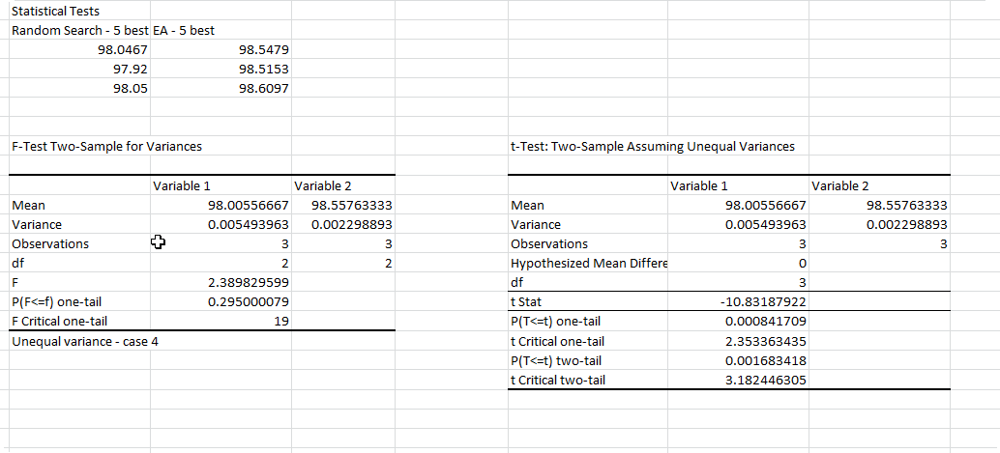 Statistical Tests
Random Search - 5 best EA - 5 best
98.0467 98.5479
97.92 98.5153
98.05 98.6097
F-Test Two-Sample for Variances
Variable 1 Variable 2
Mean 98.00556667 98.55763333
Variance 0.005493963 0.002298893
Observations 3 3
df 2 2
F 2.389829599
P(F<=f) one-tail 0.295000079
F Critical one-tail 19
Unequal variance - case 4
t-Test: Two-Sample Assuming Unequal Variances
Variable 1 Variable 2
Mean 98.00556667 98.55763333
Variance 0.005493963 0.002298893
Observations 3 3
Hypothesized Mean Differe 0
df 3
t Stat -10.83187922
P(T<=t) one-tail 0.000841709
t Critical one-tail 2.353363435
P(T<=t) two-tail 0.001683418
t Critical two-tail 3.182446305